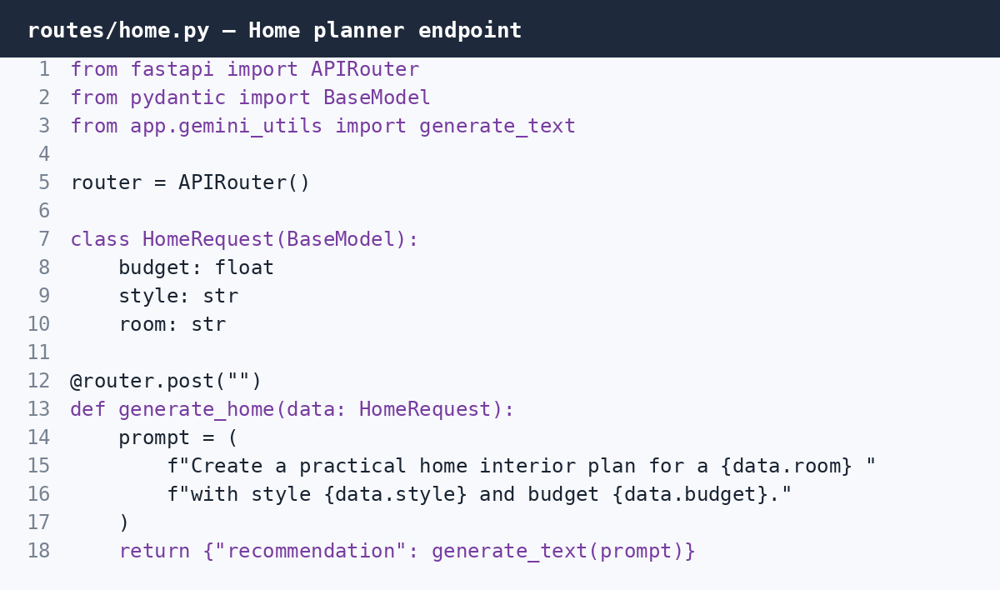 routes/home.py — Home planner endpoint
1 from fastapi import APIRouter
2 from pydantic import BaseModel
3 from app.gemini_utils import generate_text
4
5 router = APIRouter()
6
7 class HomeRequest(BaseModel):
8     budget: float
9     style: str
10     room: str
11
12 @router.post("")
13 def generate_home(data: HomeRequest):
14     prompt = (
15         f"Create a practical home interior plan for a {data.room} "
16         f"with style {data.style} and budget {data.budget}."
17     )
18     return {"recommendation": generate_text(prompt)}